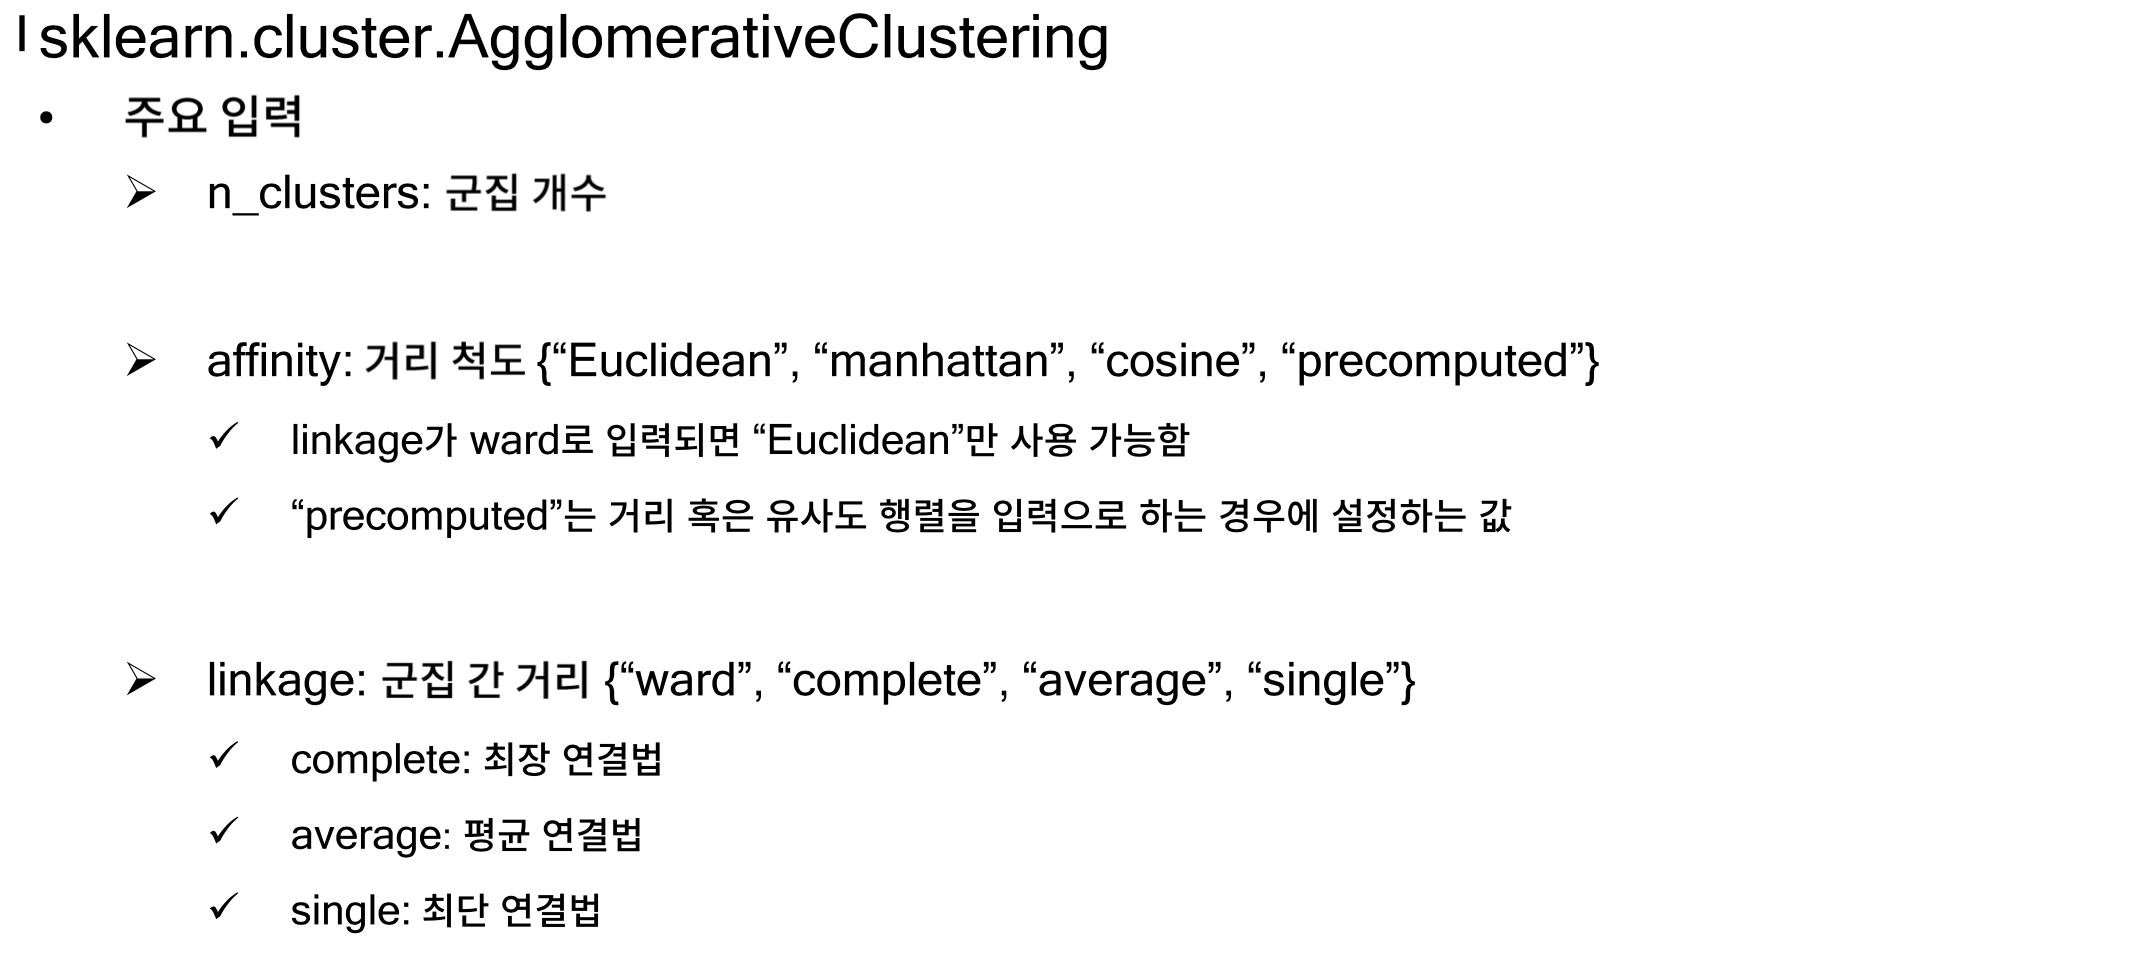 | sklearn.cluster.AgglomerativeClustering
• 주요 입력
➢ n_clusters: 군집 개수
➢ affinity: 거리 척도 {“Euclidean”, “manhattan”, “cosine”, “precomputed”}
✓ linkage가 ward로 입력되면 “Euclidean”만 사용 가능함
✓ “precomputed”는 거리 혹은 유사도 행렬을 입력으로 하는 경우에 설정하는 값
➢ linkage: 군집 간 거리 {“ward”, “complete”, “average”, “single”}
✓ complete: 최장 연결법
✓ average: 평균 연결법
✓ single: 최단 연결법